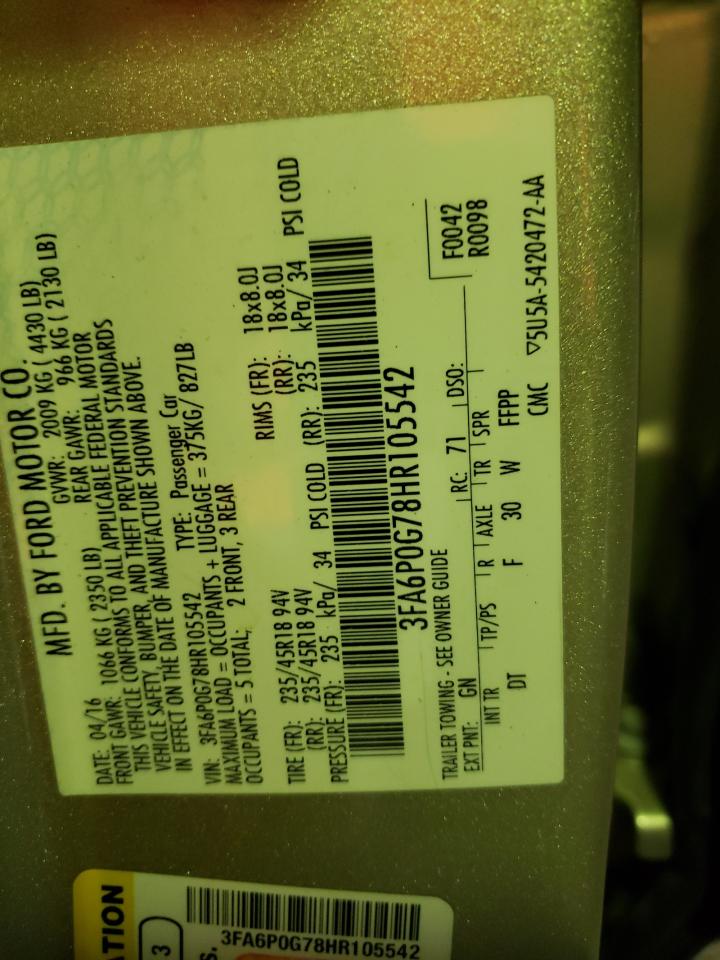 MFD. BY FORD MOTOR CO.
DATE: 04/16 GVWR: 2009 KG ( 4430 LB)
FRONT GAWR: 1066 KG ( 2350 LB) REAR GAWR: 966 KG ( 2130 LB)
THIS VEHICLE CONFORMS TO ALL APPLICABLE FEDERAL MOTOR
VEHICLE SAFETY, BUMPER, AND THEFT PREVENTION STANDARDS
IN EFFECT ON THE DATE OF MANUFACTURE SHOWN ABOVE.
VIN: 3FA6P0G78HR105542 TYPE: Passenger Car
MAXIMUM LOAD = OCCUPANTS + LUGGAGE = 375KG/ 827LB
OCCUPANTS = 5 TOTAL; 2 FRONT, 3 REAR
TIRE (FR): 235/45R18 94V RIMS (FR): 18x8.0J
(RR): 235/45R18 94V (RR): 18x8.0J
PRESSURE (FR): 235 kPa/ 34 PSI COLD (RR): 235 kPa/ 34 PSI COLD
3FA6P0G78HR105542
TRAILER TOWING - SEE OWNER GUIDE
F0042
R0098
EXT PNT: GN RC: 71 DSO:
INT TR TP/PS R AXLE TR SPR
DT F 30 W FFPP
CMC ▽5U5A-5420472-AA
TION
3
S.
3FA6P0G78HR105542